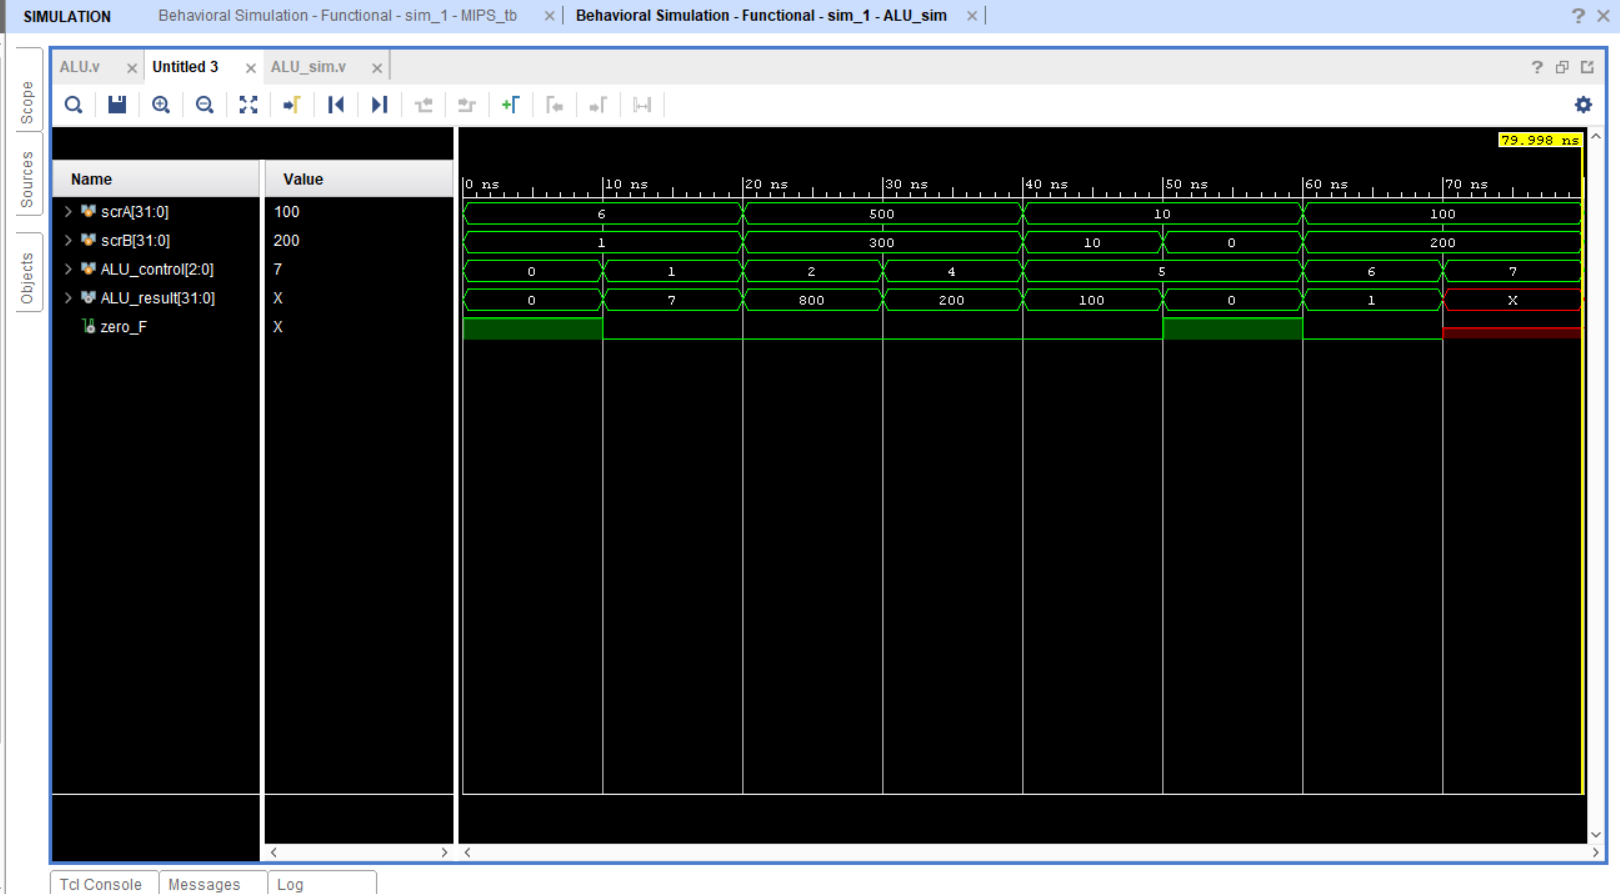 SIMULATION Behavioral Simulation - Functional - sim_1 - MIPS_tb Behavioral Simulation - Functional - sim_1 - ALU_sim
ALU.v Untitled 3 ALU_sim.v
Scope
Sources
Objects
79.998 ns
Name Value
0 ns 10 ns 20 ns 30 ns 40 ns 50 ns 60 ns 70 ns
scrA[31:0] 100 6 500 10 100
scrB[31:0] 200 1 300 10 0 200
ALU_control[2:0] 7 0 1 2 4 5 6 7
ALU_result[31:0] X 0 7 800 200 100 0 1 X
zero_F X
Tcl Console Messages Log